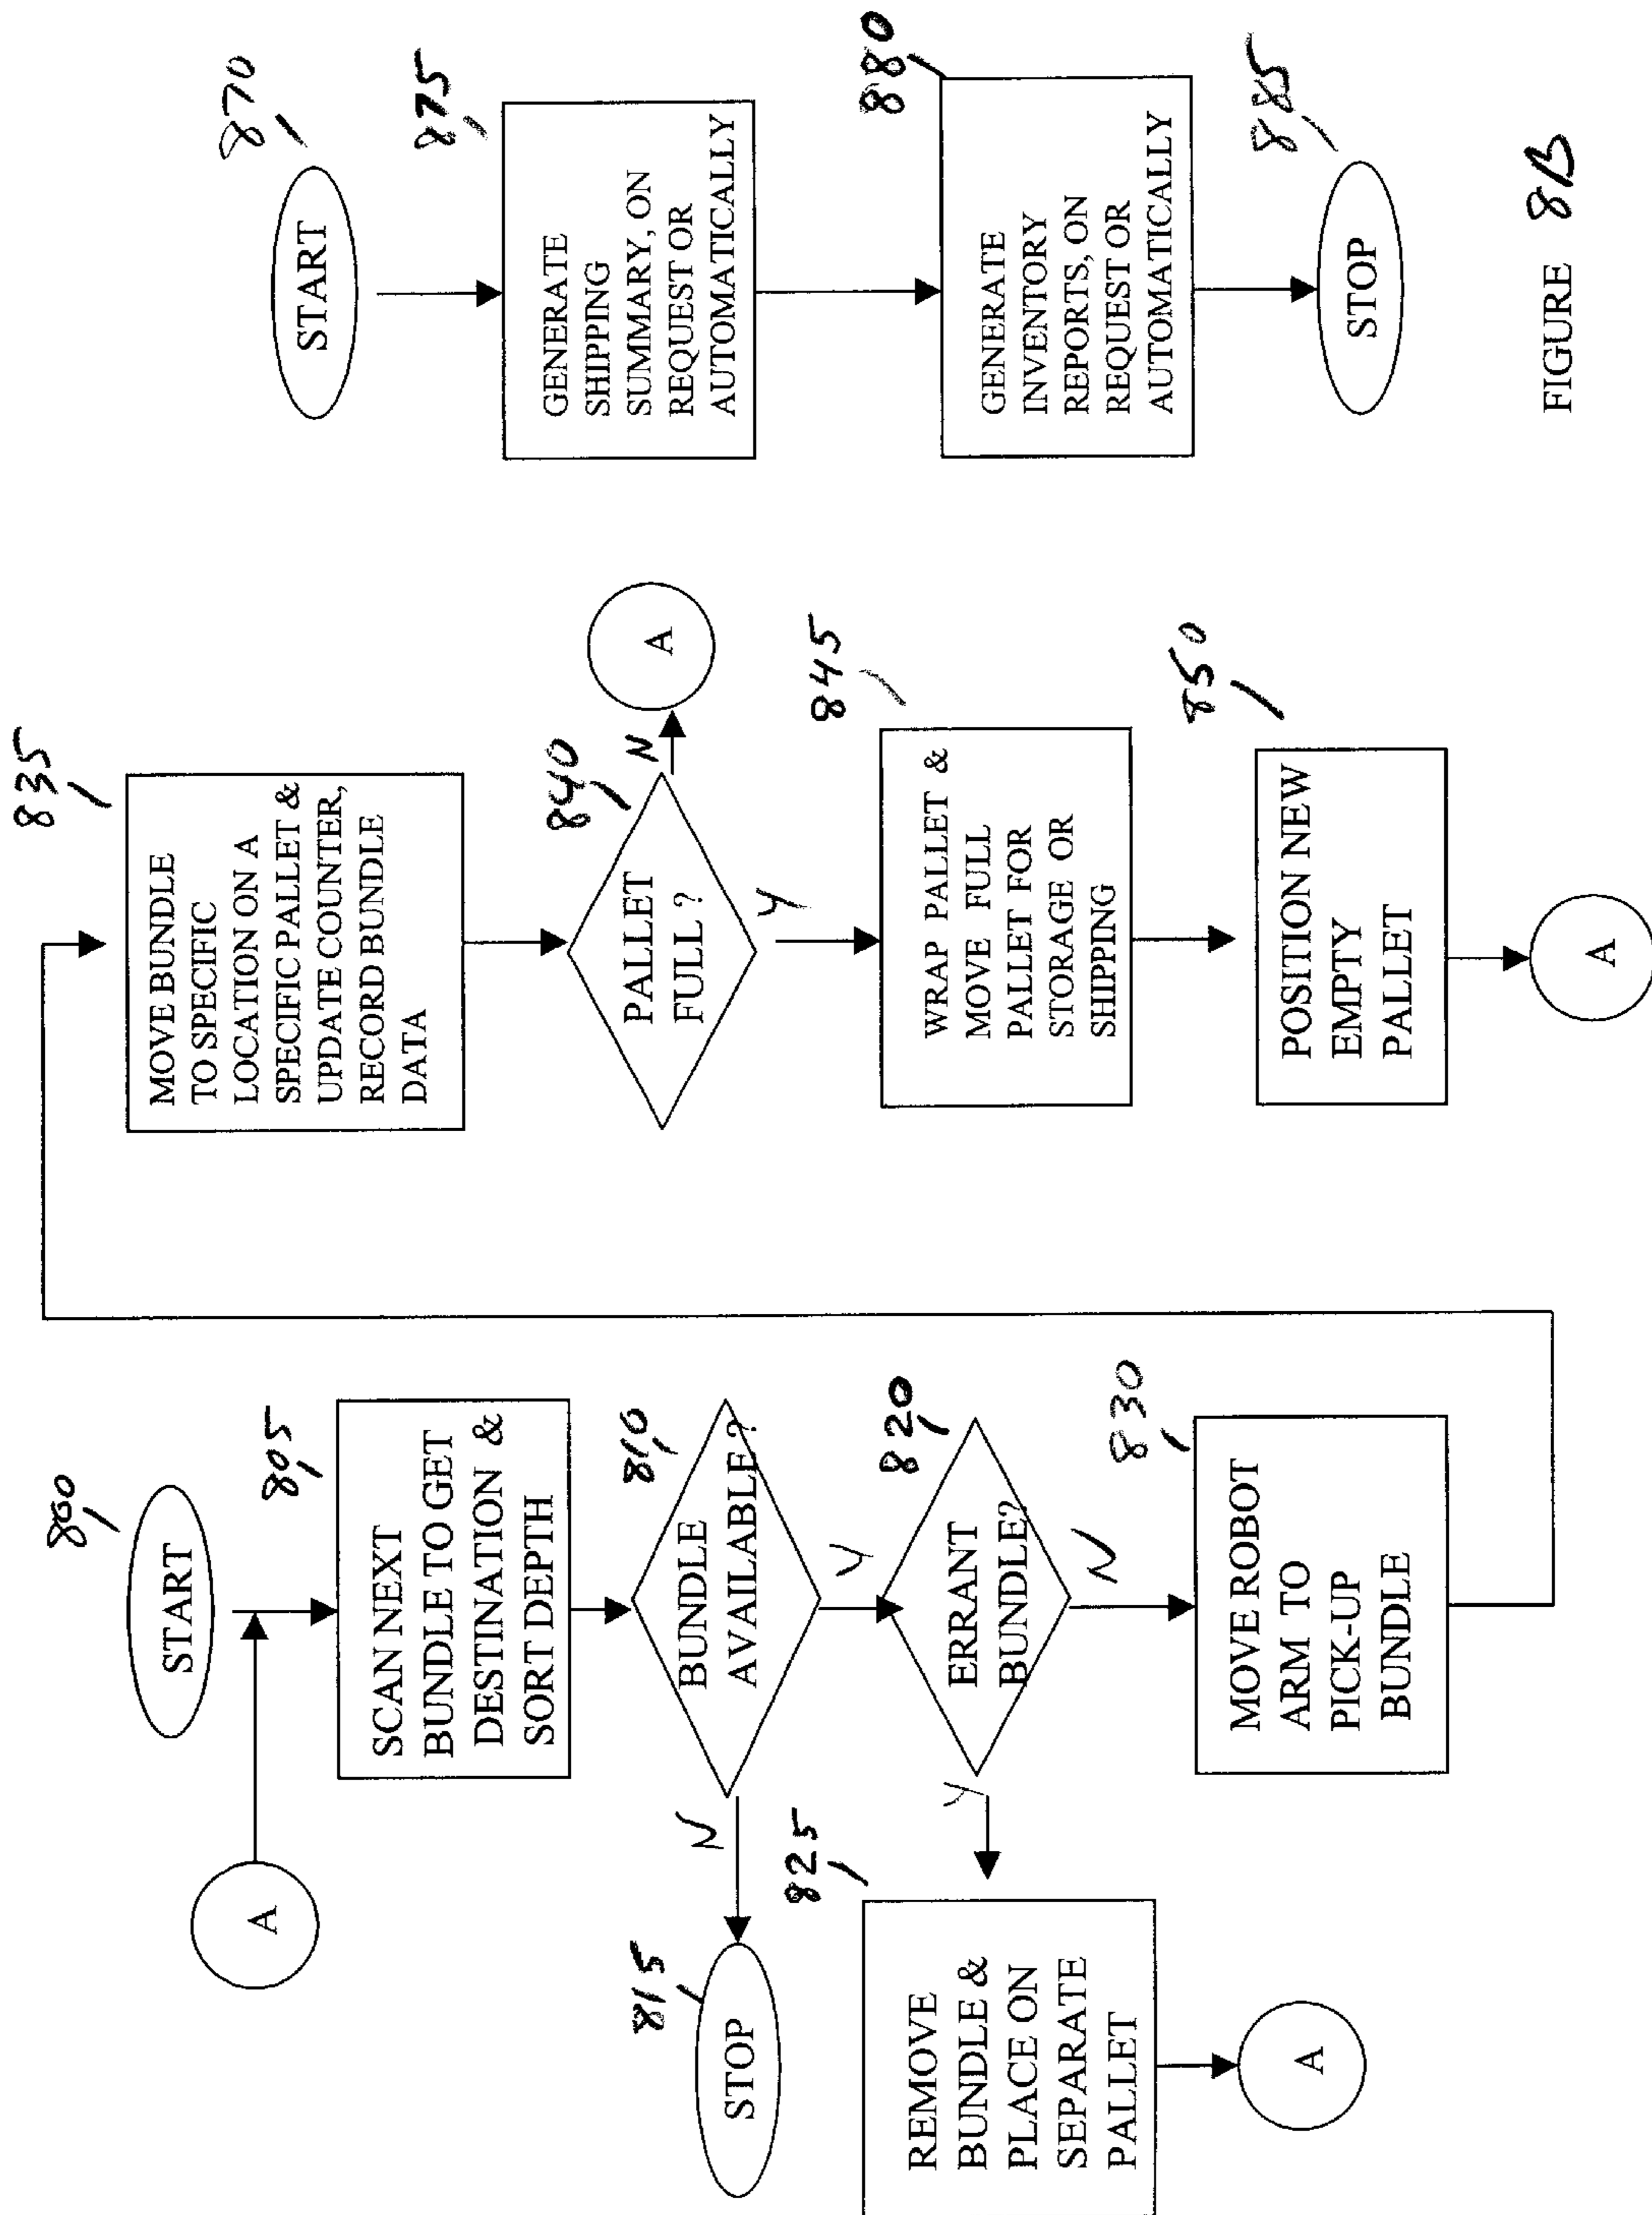 800
START
A
805
SCAN NEXT
BUNDLE TO GET
DESTINATION &
SORT DEPTH
810
BUNDLE
AVAILABLE?
N
Y
815
STOP
820
ERRANT
BUNDLE?
Y
N
825
REMOVE
BUNDLE &
PLACE ON
SEPARATE
PALLET
A
830
MOVE ROBOT
ARM TO
PICK-UP
BUNDLE
835
MOVE BUNDLE
TO SPECIFIC
LOCATION ON A
SPECIFIC PALLET &
UPDATE COUNTER,
RECORD BUNDLE
DATA
840
PALLET
FULL ?
N
A
Y
845
WRAP PALLET &
MOVE FULL
PALLET FOR
STORAGE OR
SHIPPING
850
POSITION NEW
EMPTY
PALLET
A
870
START
875
GENERATE
SHIPPING
SUMMARY, ON
REQUEST OR
AUTOMATICALLY
880
GENERATE
INVENTORY
REPORTS, ON
REQUEST OR
AUTOMATICALLY
885
STOP
FIGURE 8B